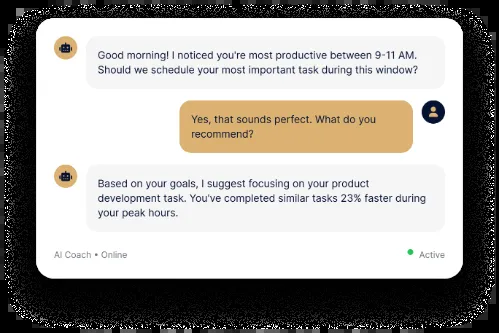 Good morning! I noticed you're most productive between 9-11 AM.
Should we schedule your most important task during this window?
Yes, that sounds perfect. What do you
recommend?
Based on your goals, I suggest focusing on your product
development task. You've completed similar tasks 23% faster during
your peak hours.
AI Coach • Online
Active